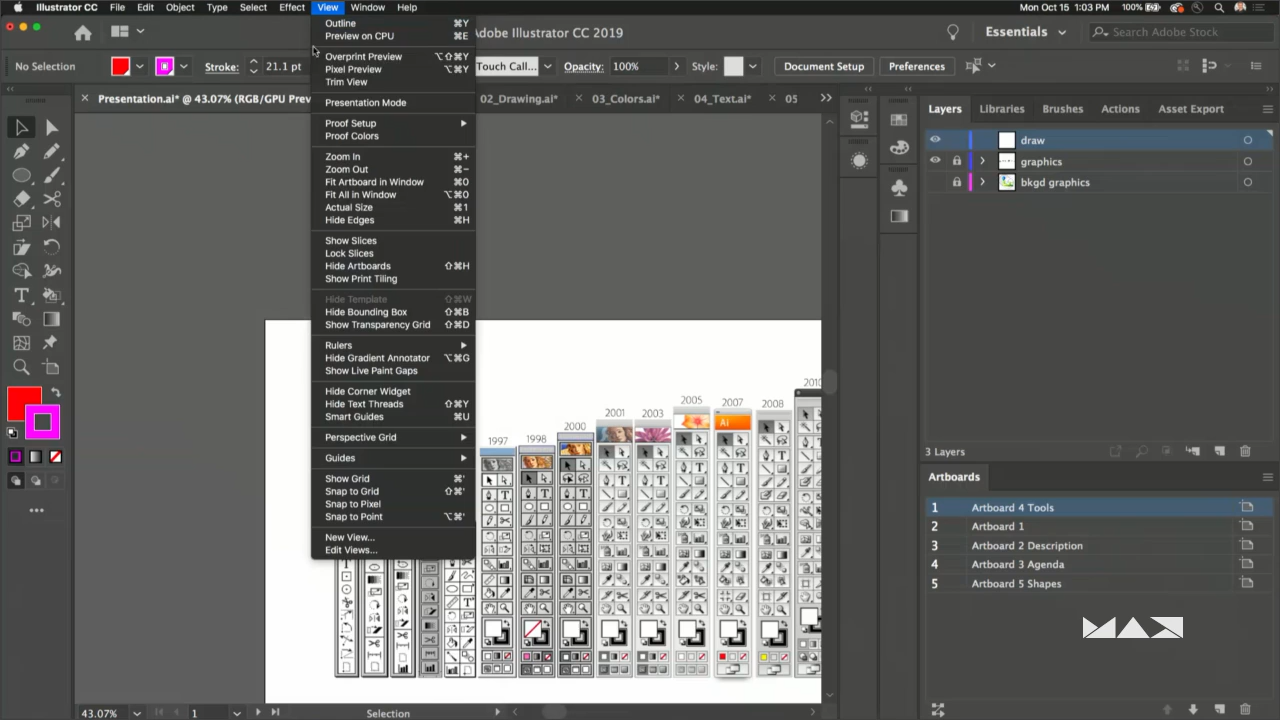 Illustrator CC File Edit Object Type Select Effect View Window Help Mon Oct 15 1:03 PM 100%
Adobe Illustrator CC 2019
Essentials
Search Adobe Stock
No Selection
Stroke: 21.1 pt
Touch Call...
Opacity: 100%
Style:
Document Setup
Preferences
Presentation.ai* @ 43.07% (RGB/GPU Prev
02_Drawing.ai*
03_Colors.ai*
04_Text.ai*
05
Outline ⌘Y
Preview on CPU ⌘E
Overprint Preview ⌥⇧⌘Y
Pixel Preview ⌥⌘Y
Trim View
Presentation Mode
Proof Setup
Proof Colors
Zoom In ⌘+
Zoom Out ⌘−
Fit Artboard in Window ⌘0
Fit All in Window ⌥⌘0
Actual Size ⌘1
Hide Edges ⌘H
Show Slices
Lock Slices
Hide Artboards ⇧⌘H
Show Print Tiling
Hide Template ⇧⌘W
Hide Bounding Box ⇧⌘B
Show Transparency Grid ⇧⌘D
Rulers
Hide Gradient Annotator ⌥⌘G
Show Live Paint Gaps
Hide Corner Widget
Hide Text Threads ⇧⌘Y
Smart Guides ⌘U
Perspective Grid
Guides
Show Grid ⌘'
Snap to Grid ⇧⌘'
Snap to Pixel
Snap to Point ⌥⌘'
New View...
Edit Views...
1997
1998
2000
2001
2003
2005
2007
2008
2010
Ai
Layers
Libraries
Brushes
Actions
Asset Export
draw
graphics
bkgd graphics
3 Layers
Artboards
1 Artboard 4 Tools
2 Artboard 1
3 Artboard 2 Description
4 Artboard 3 Agenda
5 Artboard 5 Shapes
MAX
43.07%
1
Selection